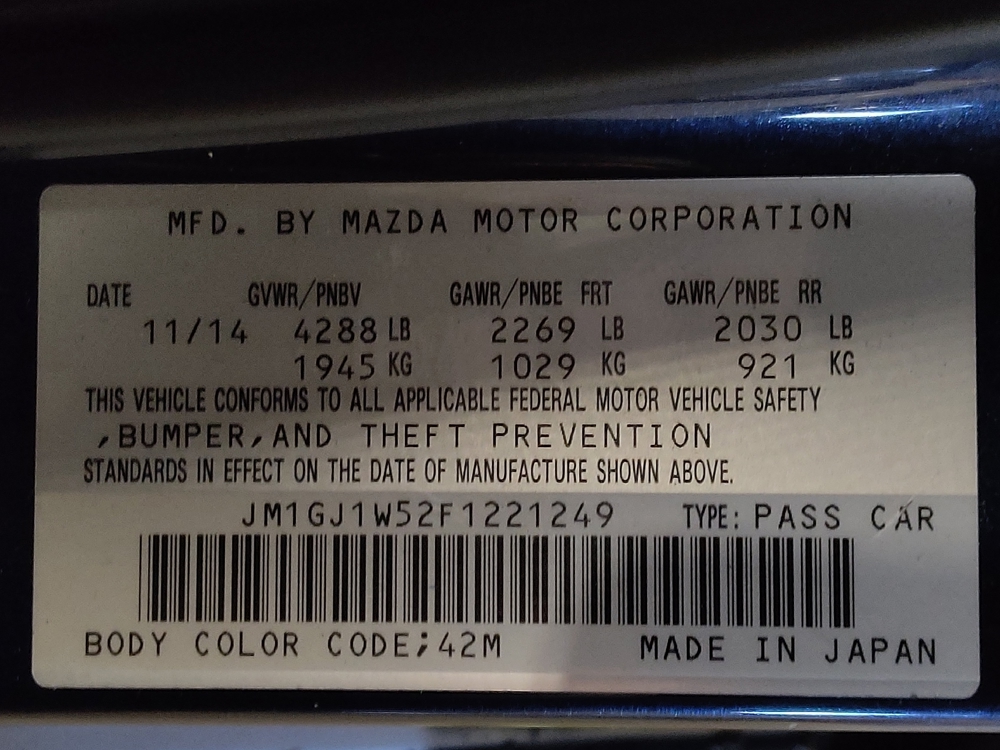 MFD. BY MAZDA MOTOR CORPORATION
DATE GVWR/PNBV GAWR/PNBE FRT GAWR/PNBE RR
11/14 4288 LB 2269 LB 2030 LB
1945 KG 1029 KG 921 KG
THIS VEHICLE CONFORMS TO ALL APPLICABLE FEDERAL MOTOR VEHICLE SAFETY
,BUMPER,AND THEFT PREVENTION
STANDARDS IN EFFECT ON THE DATE OF MANUFACTURE SHOWN ABOVE.
JM1GJ1W52F1221249 TYPE: PASS CAR
BODY COLOR CODE;42M MADE IN JAPAN